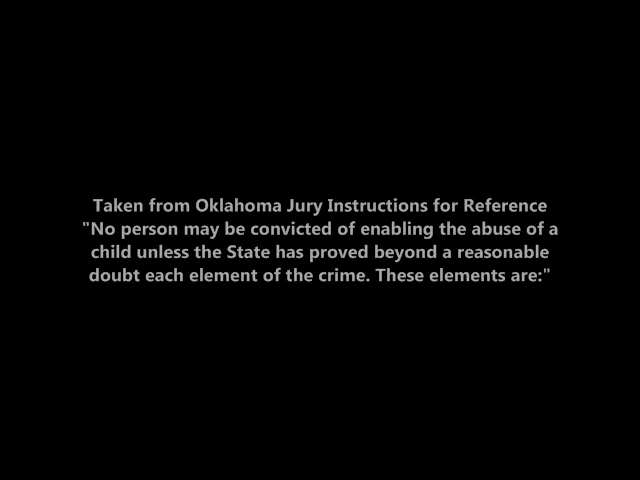 Taken from Oklahoma Jury Instructions for Reference
"No person may be convicted of enabling the abuse of a
child unless the State has proved beyond a reasonable
doubt each element of the crime. These elements are:"